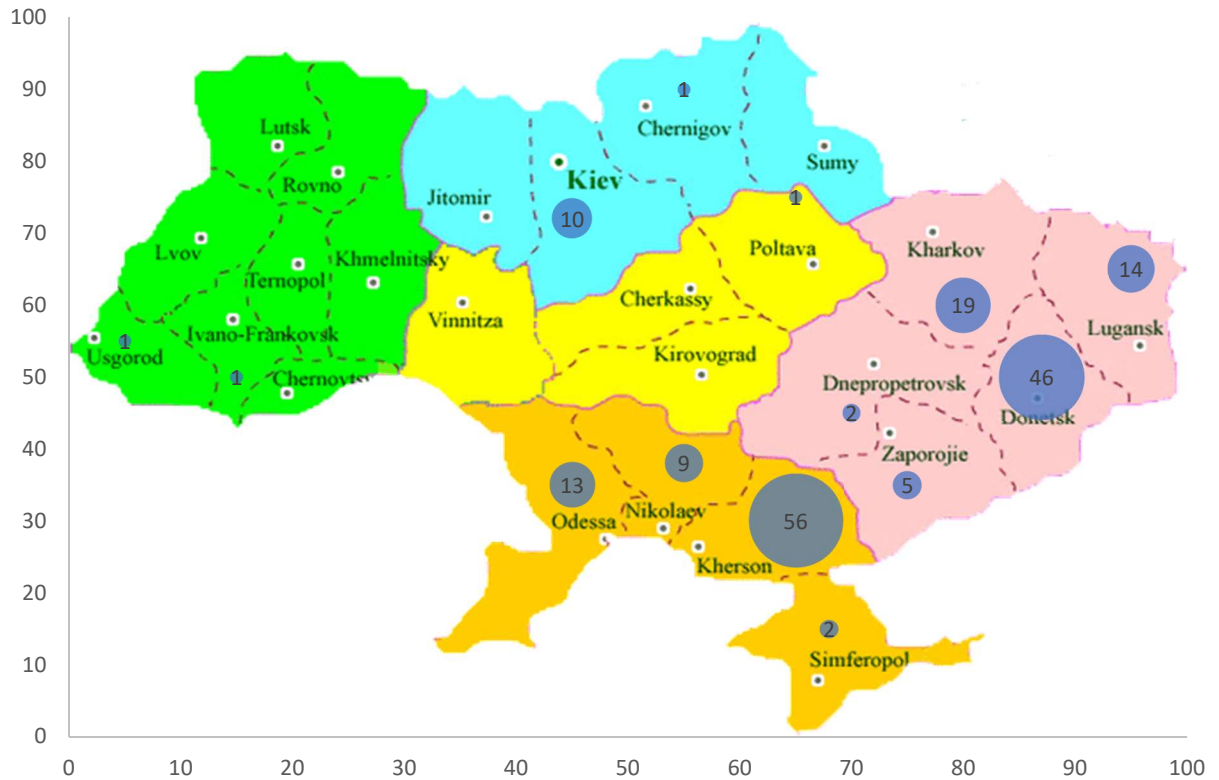 100
90
80
70
60
50
40
30
20
10
0
0 10 20 30 40 50 60 70 80 90 100
1
Chernigov
Lutsk
Sumy
Rovno
Kiev
Jitomir
1
10
Kharkov
Lvov
Poltava
Khmelnitsky
14
Ternopol
Cherkassy
19
Vinnitza
Lugansk
Ivano-Frankovsk
1
Usgorod
Kirovograd
1
Chernovtsy
46
Dnepropetrovsk
Donetsk
2
Zaporojie
9
13
5
Nikolaev
Odessa
56
Kherson
2
Simferopol